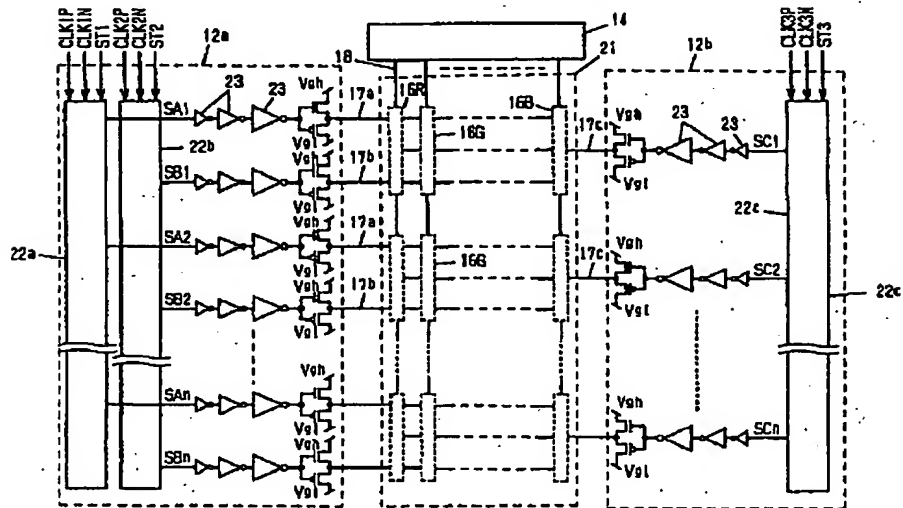 CLK1P
CLK1N
ST1
CLK2P
CLK2N
ST2
12a
14
18
21
12b
CLK3P
CLK3N
ST3
SA1
23
23
Vgh
17a
16R
16B
17c
Vgh
23
23
SC1
22b
Vgl
16G
Vgl
SB1
Vgh
17b
22c
Vgl
22a
SA2
Vgh
17a
16G
17c
Vgh
SC2
Vgl
22c
SB2
Vgh
17b
Vgl
Vgl
SAn
Vgh
Vgh
SCn
Vgl
Vgl
SBn
Vgh
Vgl